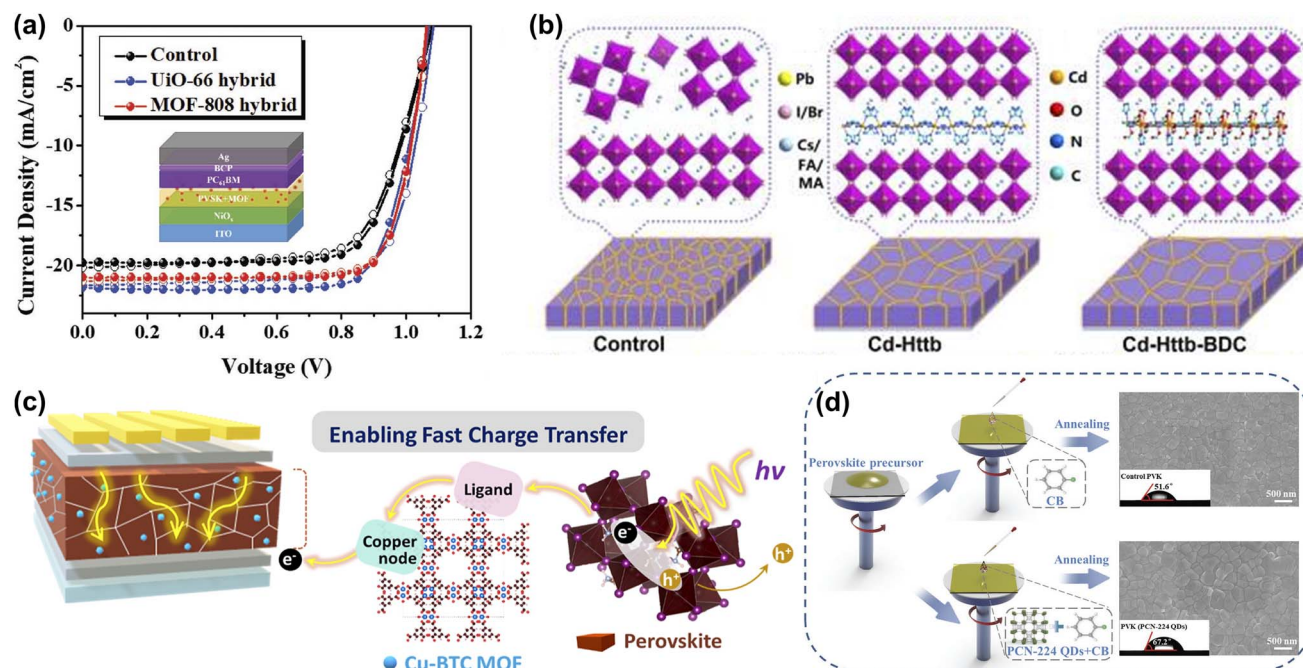 (a)
Control
UiO-66 hybrid
MOF-808 hybrid
Ag
BCP
PC₆₁BM
PVSK+MOF
NiOₓ
ITO
0
-5
-10
-15
-20
Current Density (mA/cm²)
0.0 0.2 0.4 0.6 0.8 1.0 1.2
Voltage (V)
(b)
Pb
I/Br
Cs/
FA/
MA
Cd
O
N
C
Control
Cd-Httb
Cd-Httb-BDC
(c)
Enabling Fast Charge Transfer
hν
Ligand
Copper
node
e⁻
e⁻
h⁺
h⁺
Perovskite
Cu-BTC MOF
(d)
Perovskite precursor
CB
Annealing
Control PVK
51.6°
500 nm
PCN-224 QDs+CB
Annealing
PVK (PCN-224 QDs)
67.2°
500 nm